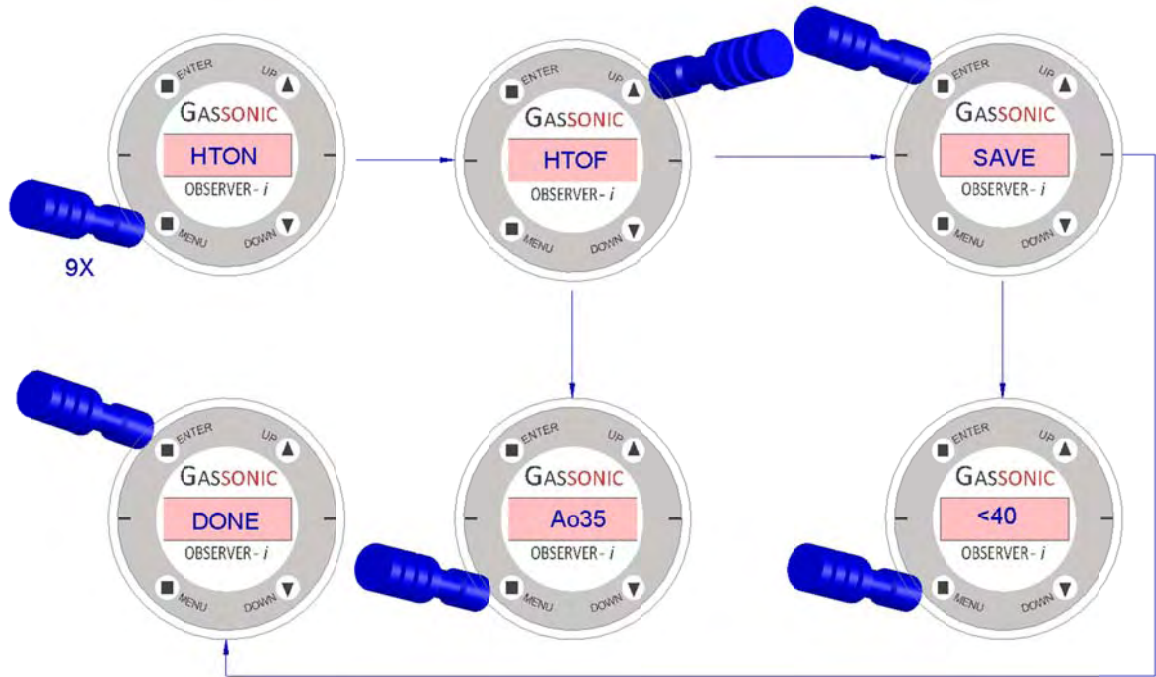 ENTER
UP
GASSONIC
HTON
OBSERVER - i
MENU
DOWN
9X
ENTER
UP
GASSONIC
HTOF
OBSERVER - i
MENU
DOWN
ENTER
UP
GASSONIC
SAVE
OBSERVER - i
MENU
DOWN
ENTER
UP
GASSONIC
DONE
OBSERVER - i
MENU
DOWN
ENTER
UP
GASSONIC
Ao35
OBSERVER - i
MENU
DOWN
ENTER
UP
GASSONIC
<40
OBSERVER - i
MENU
DOWN